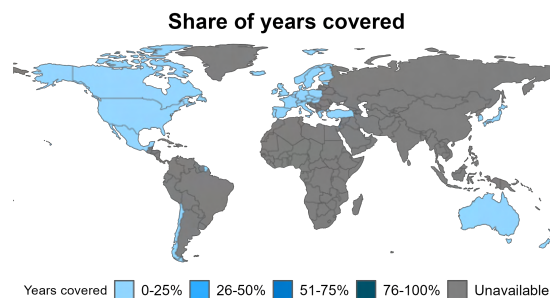 Share of years covered
Years covered 0-25% 26-50% 51-75% 76-100% Unavailable